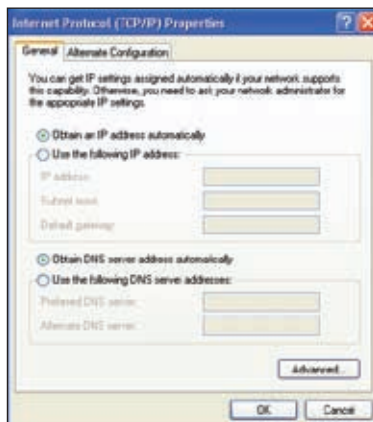 Internet Protocol (TCP/IP) Properties
General Alternate Configuration
You can get IP settings assigned automatically if your network supports
this capability. Otherwise, you need to ask your network administrator for
the appropriate IP settings.
Obtain an IP address automatically
Use the following IP address:
IP address:
Subnet mask:
Default gateway:
Obtain DNS server address automatically
Use the following DNS server addresses:
Preferred DNS server:
Alternate DNS server:
Advanced...
OK Cancel